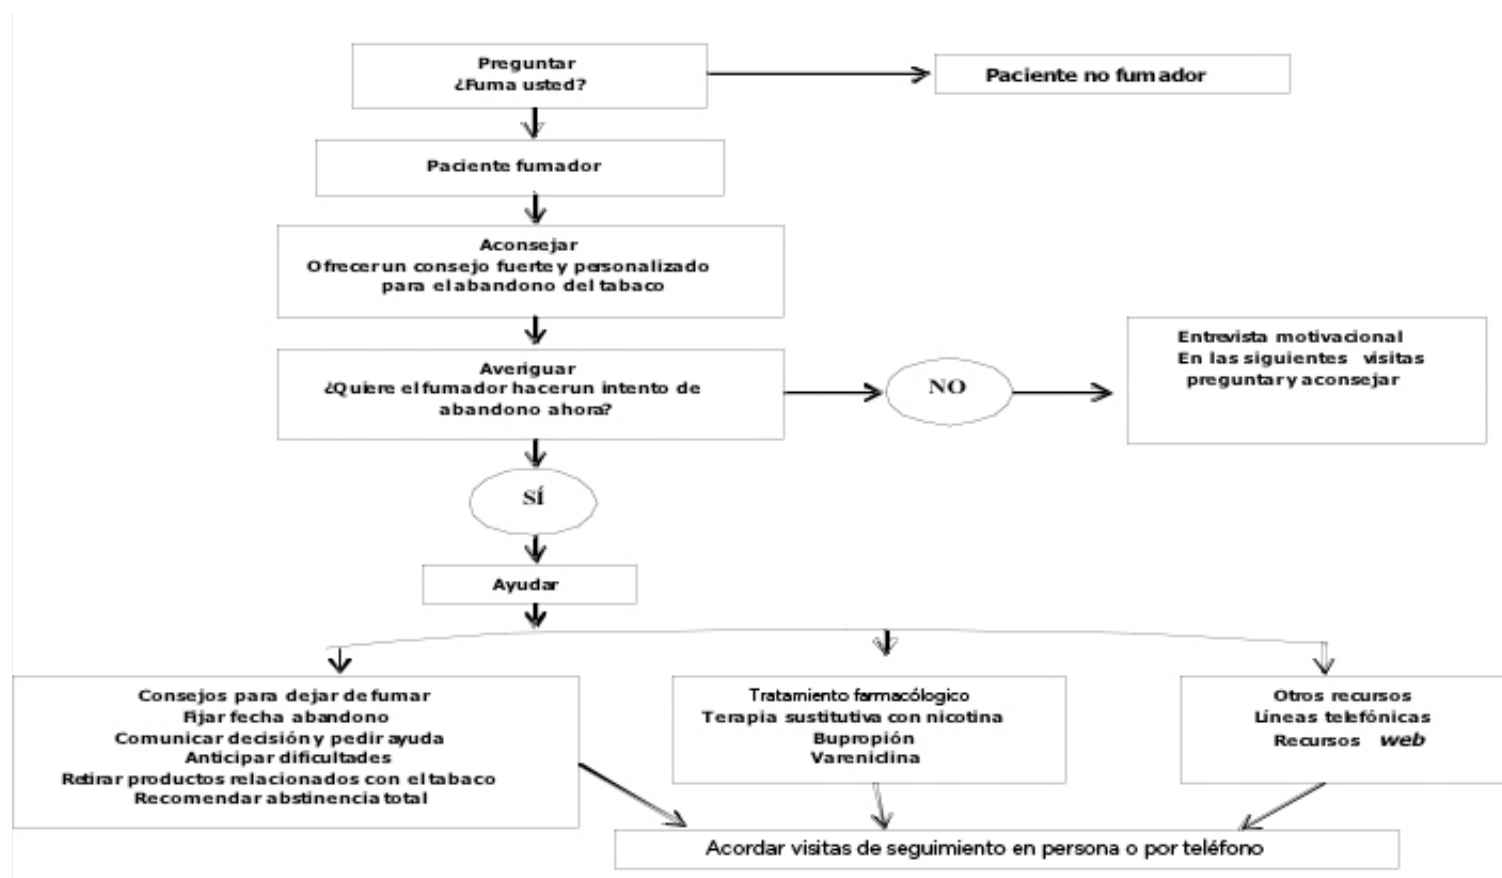 Preguntar
¿Fuma usted?
Paciente no fumador
Paciente fumador
Aconsejar
Ofrecer un consejo fuerte y personalizado
para el abandono del tabaco
Averiguar
¿Quiere el fumador hacer un intento de
abandono ahora?
NO
Entrevista motivacional
En las siguientes visitas
preguntar y aconsejar
SÍ
Ayudar
Consejos para dejar de fumar
Fijar fecha abandono
Comunicar decisión y pedir ayuda
Anticipar dificultades
Retirar productos relacionados con el tabaco
Recomendar abstinencia total
Tratamiento farmacólogico
Terapia sustitutiva con nicotina
Bupropión
Vareniclina
Otros recursos
Líneas telefónicas
Recursos web
Acordar visitas de seguimiento en persona o por teléfono